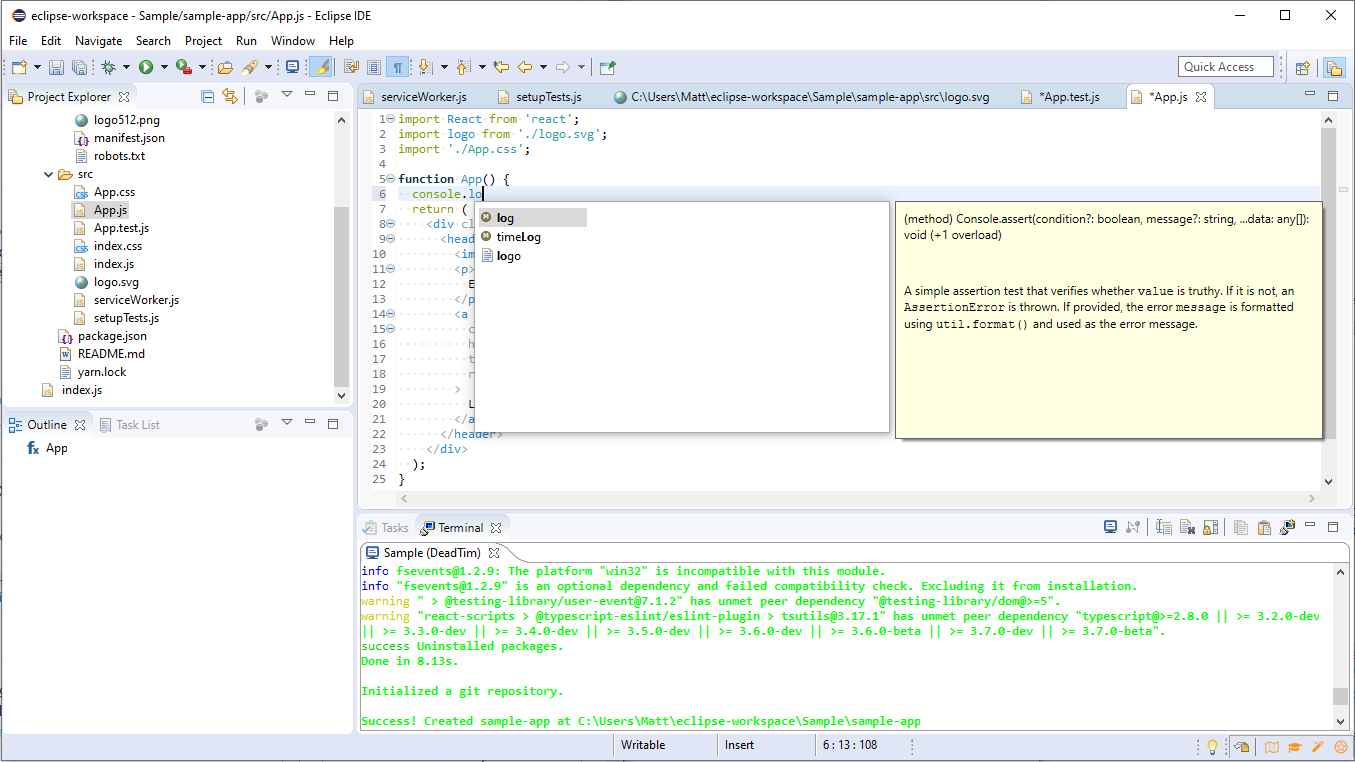 eclipse-workspace - Sample/sample-app/src/App.js - Eclipse IDE
File Edit Navigate Search Project Run Window Help
Quick Access
Project Explorer
logo512.png
manifest.json
robots.txt
src
App.css
App.js
App.test.js
index.css
index.js
logo.svg
serviceWorker.js
setupTests.js
package.json
README.md
yarn.lock
index.js
Outline Task List
App
serviceWorker.js setupTests.js C:\Users\Matt\eclipse-workspace\Sample\sample-app\src\logo.svg *App.test.js *App.js
1 import React from 'react';
2 import logo from './logo.svg';
3 import './App.css';
4
5 function App() {
6 console.lo
7 return (
8 <div cl
9 <head
10 <im
11 <p>
12 E
13 </p
14 <a
15 c
16 h
17 t
18 r
19 >
20 L
21 </a
22 </header>
23 </div>
24 );
25 }
log
timeLog
logo
(method) Console.assert(condition?: boolean, message?: string, ...data: any[]):
void (+1 overload)
A simple assertion test that verifies whether value is truthy. If it is not, an
AssertionError is thrown. If provided, the error message is formatted
using util.format() and used as the error message.
Tasks Terminal
Sample (DeadTim)
info fsevents@1.2.9: The platform "win32" is incompatible with this module.
info "fsevents@1.2.9" is an optional dependency and failed compatibility check. Excluding it from installation.
warning " > @testing-library/user-event@7.1.2" has unmet peer dependency "@testing-library/dom@>=5".
warning "react-scripts > @typescript-eslint/eslint-plugin > tsutils@3.17.1" has unmet peer dependency "typescript@>=2.8.0 || >= 3.2.0-dev
|| >= 3.3.0-dev || >= 3.4.0-dev || >= 3.5.0-dev || >= 3.6.0-dev || >= 3.6.0-beta || >= 3.7.0-dev || >= 3.7.0-beta".
success Uninstalled packages.
Done in 8.13s.
Initialized a git repository.
Success! Created sample-app at C:\Users\Matt\eclipse-workspace\Sample\sample-app
Writable Insert 6 : 13 : 108